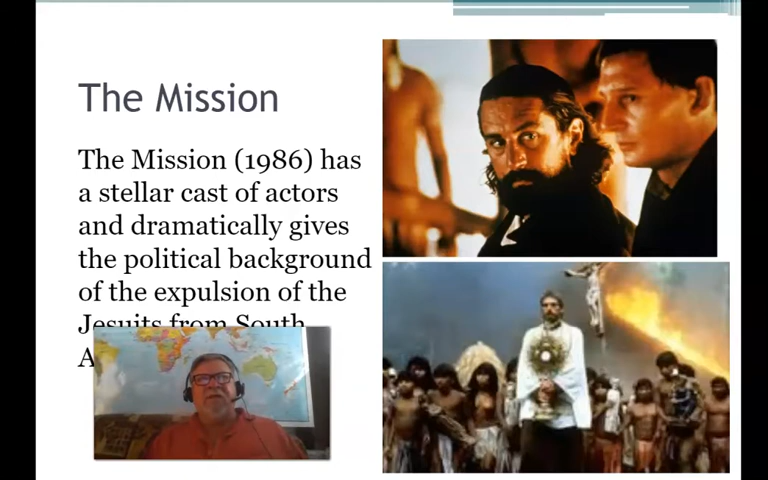 The Mission
The Mission (1986) has
a stellar cast of actors
and dramatically gives
the political background
of the expulsion of the
Jesuits from South